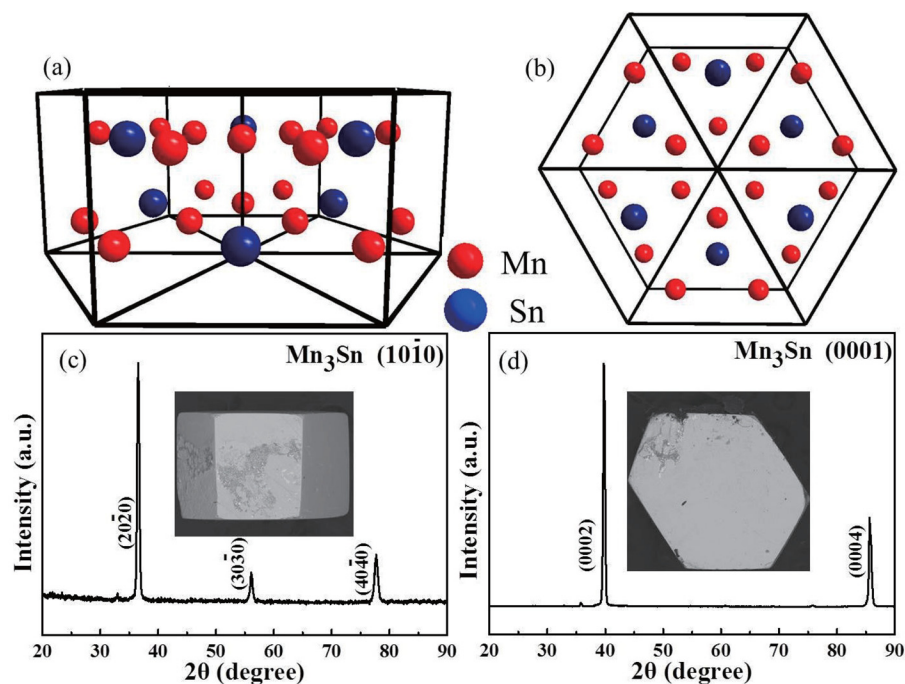 (a)
(b)
Mn
Sn
(c)
Mn₃Sn (101̄0)
Intensity (a.u.)
(202̄0)
(303̄0)
(404̄0)
20 30 40 50 60 70 80 90
2θ (degree)
(d)
Mn₃Sn (0001)
Intensity (a.u.)
(0002)
(0004)
20 30 40 50 60 70 80 90
2θ (degree)